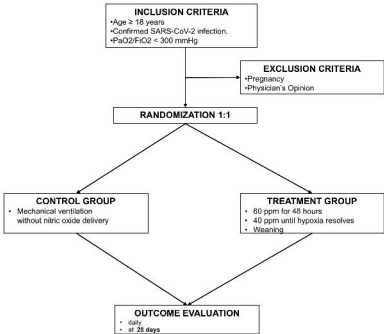 INCLUSION CRITERIA
•Age ≥ 18 years
•Confirmed SARS-CoV-2 infection.
•PaO2/FiO2 < 300 mmHg
EXCLUSION CRITERIA
•Pregnancy
•Physician´s Opinion
RANDOMIZATION 1:1
CONTROL GROUP
• Mechanical ventilation
without nitric oxide delivery
TREATMENT GROUP
• 80 ppm for 48 hours
• 40 ppm until hypoxia resolves
• Weaning
OUTCOME EVALUATION
• daily
• at 28 days